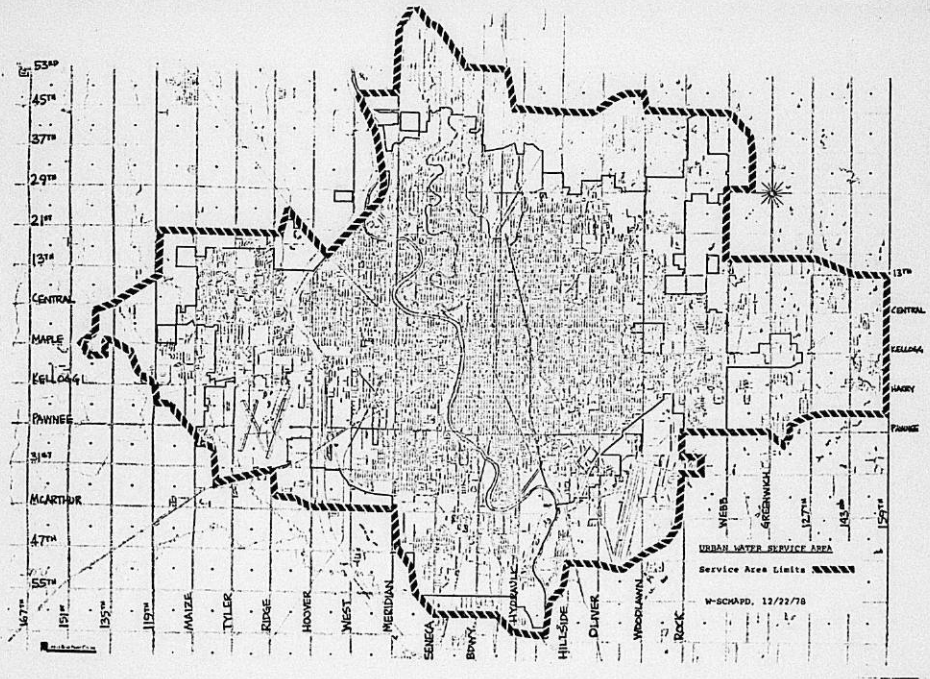 53RD
45TH
37TH
29TH
21ST
13TH
CENTRAL
MAPLE
KELLOGG
PAWNEE
31ST
MCARTHUR
47TH
55TH
13TH
CENTRAL
KELLOGG
HARRY
PAWNEE
167TH
151ST
135TH
119TH
MAIZE
TYLER
RIDGE
HOOVER
WEST
MERIDIAN
SENECA
BDWY.
HYDRAULIC
HILLSIDE
OLIVER
WOODLAWN
ROCK
WEBB
GREENWICH
127TH
143RD
159TH
URBAN WATER SERVICE AREA
Service Area Limits
W-SCMAPD, 12/22/78